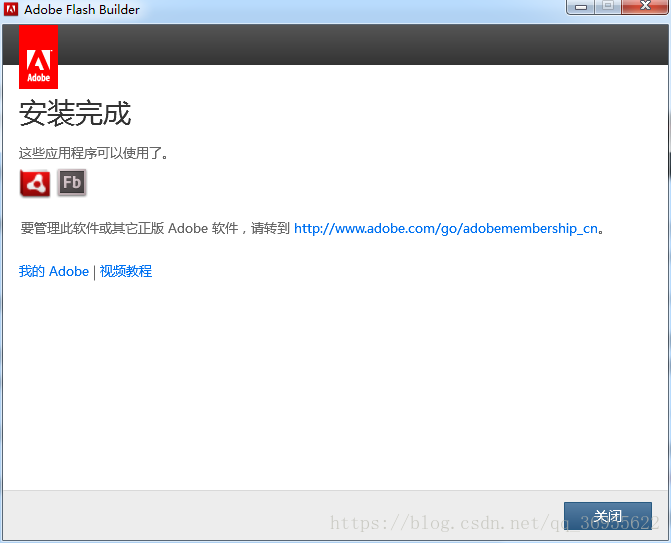 Adobe Flash Builder
Adobe
安装完成
这些应用程序可以使用了。
Fb
要管理此软件或其它正版 Adobe 软件，请转到 http://www.adobe.com/go/adobemembership_cn。
我的 Adobe | 视频教程
关闭
https://blog.csdn.net/qq_36935622